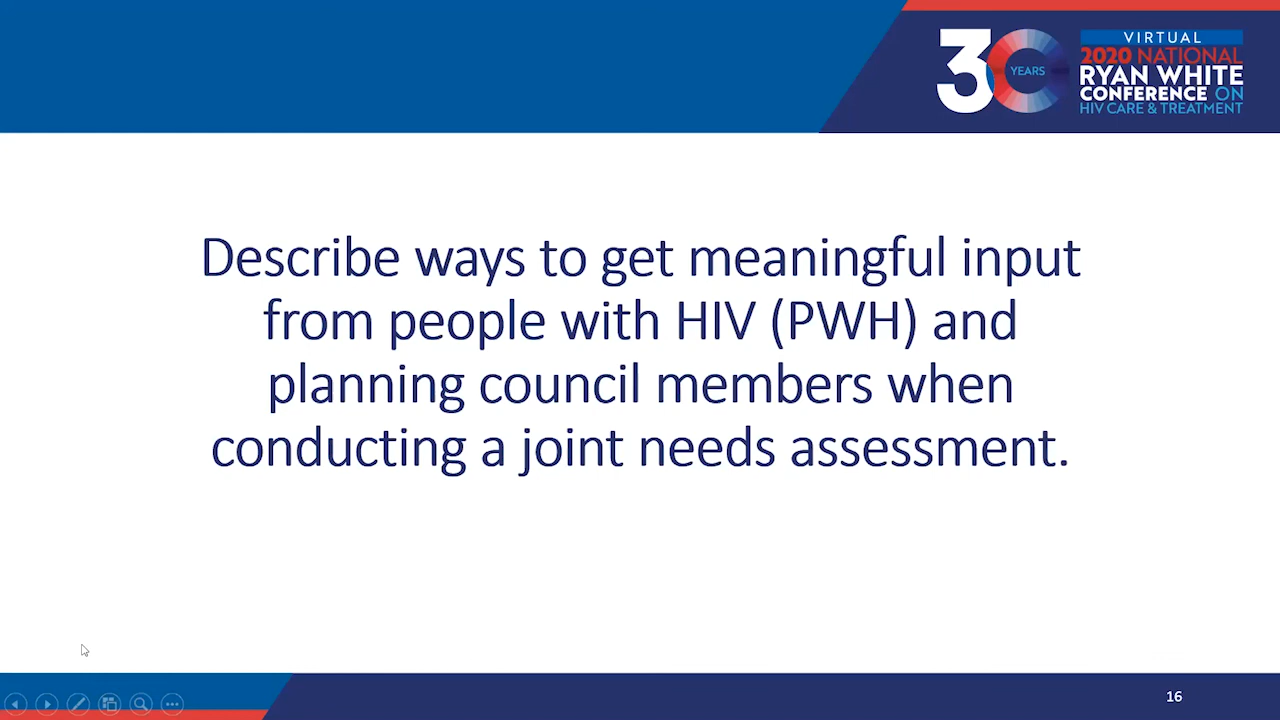 30 YEARS
VIRTUAL
2020 NATIONAL
RYAN WHITE
CONFERENCE ON
HIV CARE & TREATMENT
Describe ways to get meaningful input
from people with HIV (PWH) and
planning council members when
conducting a joint needs assessment.
16